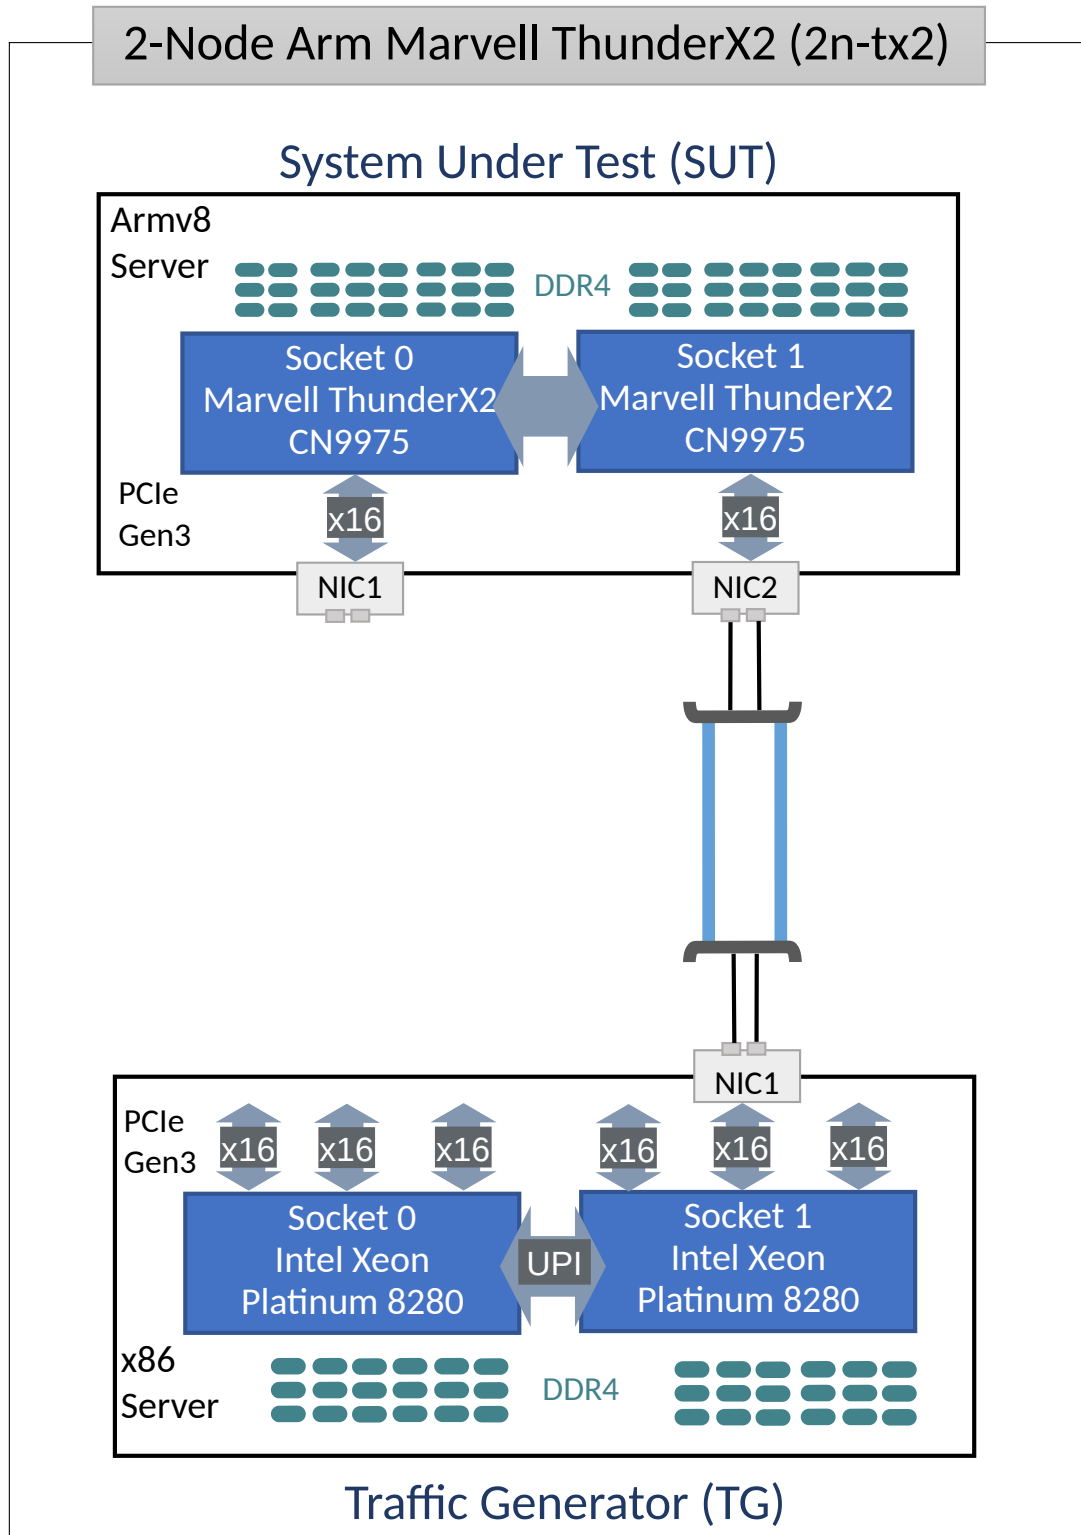 2-Node Arm Marvell ThunderX2 (2n-tx2)
System Under Test (SUT)
Armv8
Server
DDR4
Socket 0
Marvell ThunderX2
CN9975
Socket 1
Marvell ThunderX2
CN9975
PCIe
Gen3
x16
x16
NIC1
NIC2
NIC1
PCIe
Gen3
x16
x16
x16
x16
x16
x16
Socket 0
Intel Xeon
Platinum 8280
UPI
Socket 1
Intel Xeon
Platinum 8280
x86
Server
DDR4
Traffic Generator (TG)